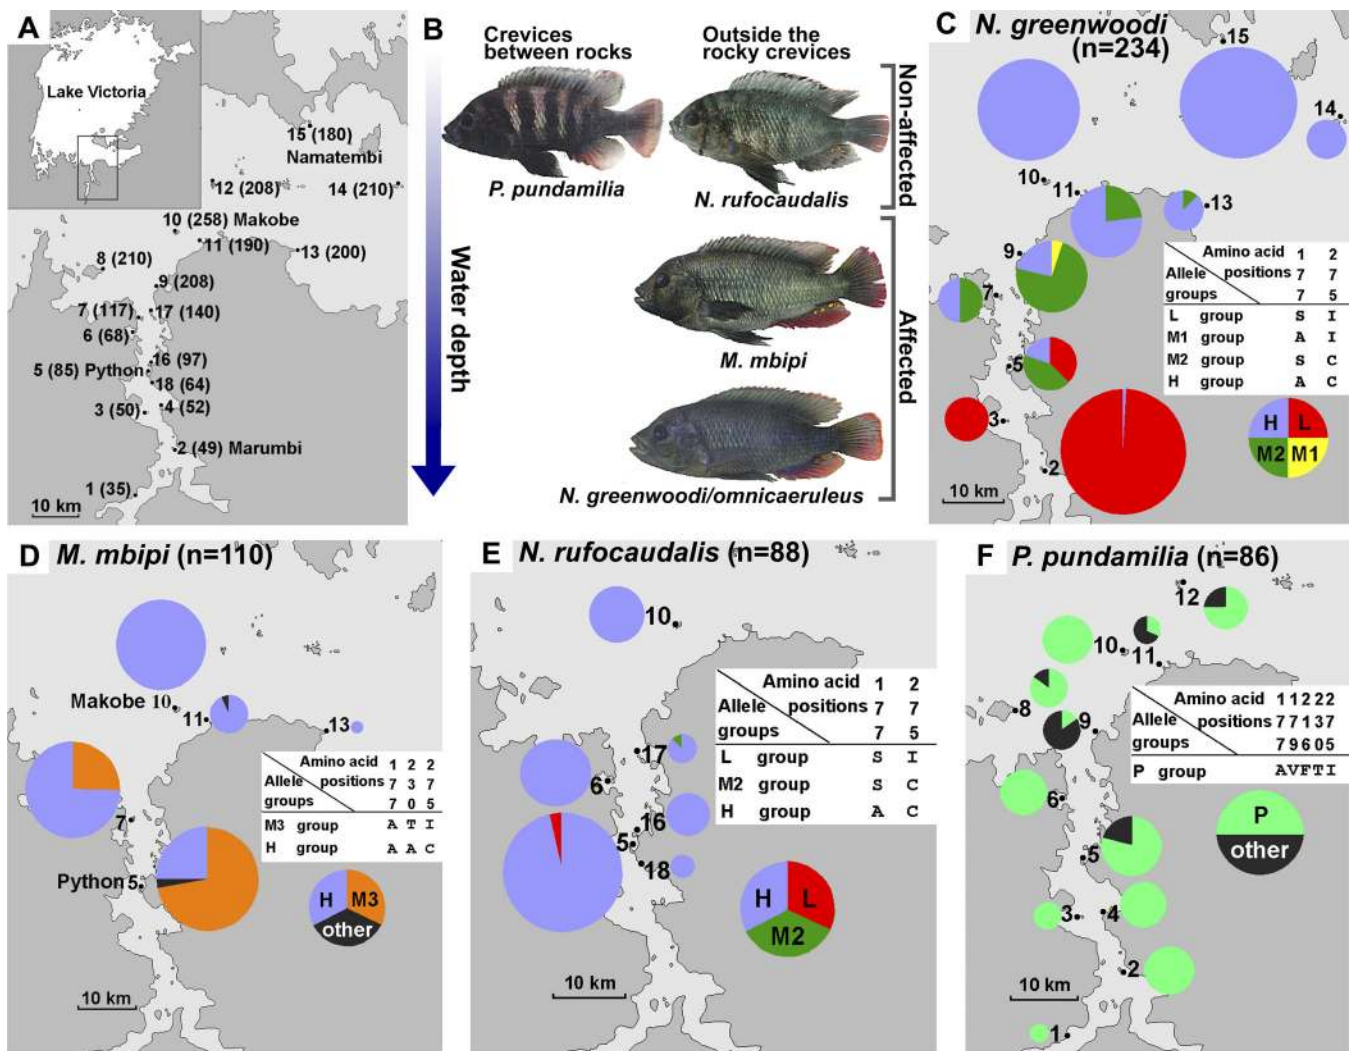 A
Lake Victoria
15 (180)
Namatembi
12 (208)
14 (210)
10 (258) Makobe
11 (190)
13 (200)
8 (210)
9 (208)
7 (117)
17 (140)
6 (68)
16 (97)
5 (85) Python
18 (64)
3 (50)
4 (52)
2 (49) Marumbi
1 (35)
10 km
B
Crevices
between rocks
Outside the
rocky crevices
P. pundamilia
N. rufocaudalis
Non-affected
Water depth
M. mbipi
Affected
N. greenwoodi/omnicaeruleus
C
N. greenwoodi
(n=234)
15
14
10
11
13
9
7
5
3
2
10 km
Amino acid 1 2
positions 7 7
Allele
groups 7 5
L group S I
M1 group A I
M2 group S C
H group A C
H L
M2 M1
D M. mbipi (n=110)
Makobe 10
11
13
7
Python 5
10 km
Amino acid 1 2 2
positions 7 3 7
Allele
groups 7 0 5
M3 group A T I
H group A A C
H M3
other
E N. rufocaudalis (n=88)
10
17
6
16
5
18
10 km
Amino acid 1 2
positions 7 7
Allele
groups 7 5
L group S I
M2 group S C
H group A C
H L
M2
F P. pundamilia (n=86)
12
10
11
8
9
6
5
3
4
2
1
10 km
Amino acid 1 1 2 2 2
positions 7 7 1 3 7
Allele
groups 7 9 6 0 5
P group A V F T I
P
other